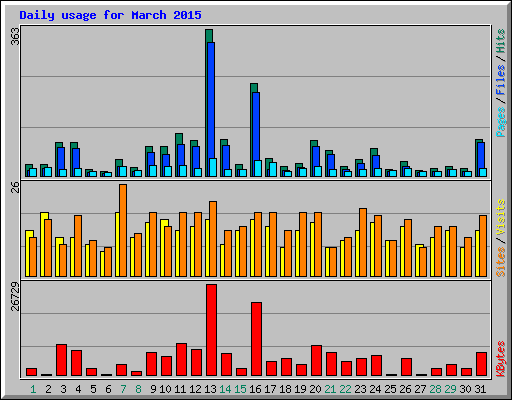 Daily usage for March 2015
363
Pages / Files / Hits
26
Sites / Visits
26729
KBytes
1 2 3 4 5 6 7 8 9 10 11 12 13 14 15 16 17 18 19 20 21 22 23 24 25 26 27 28 29 30 31